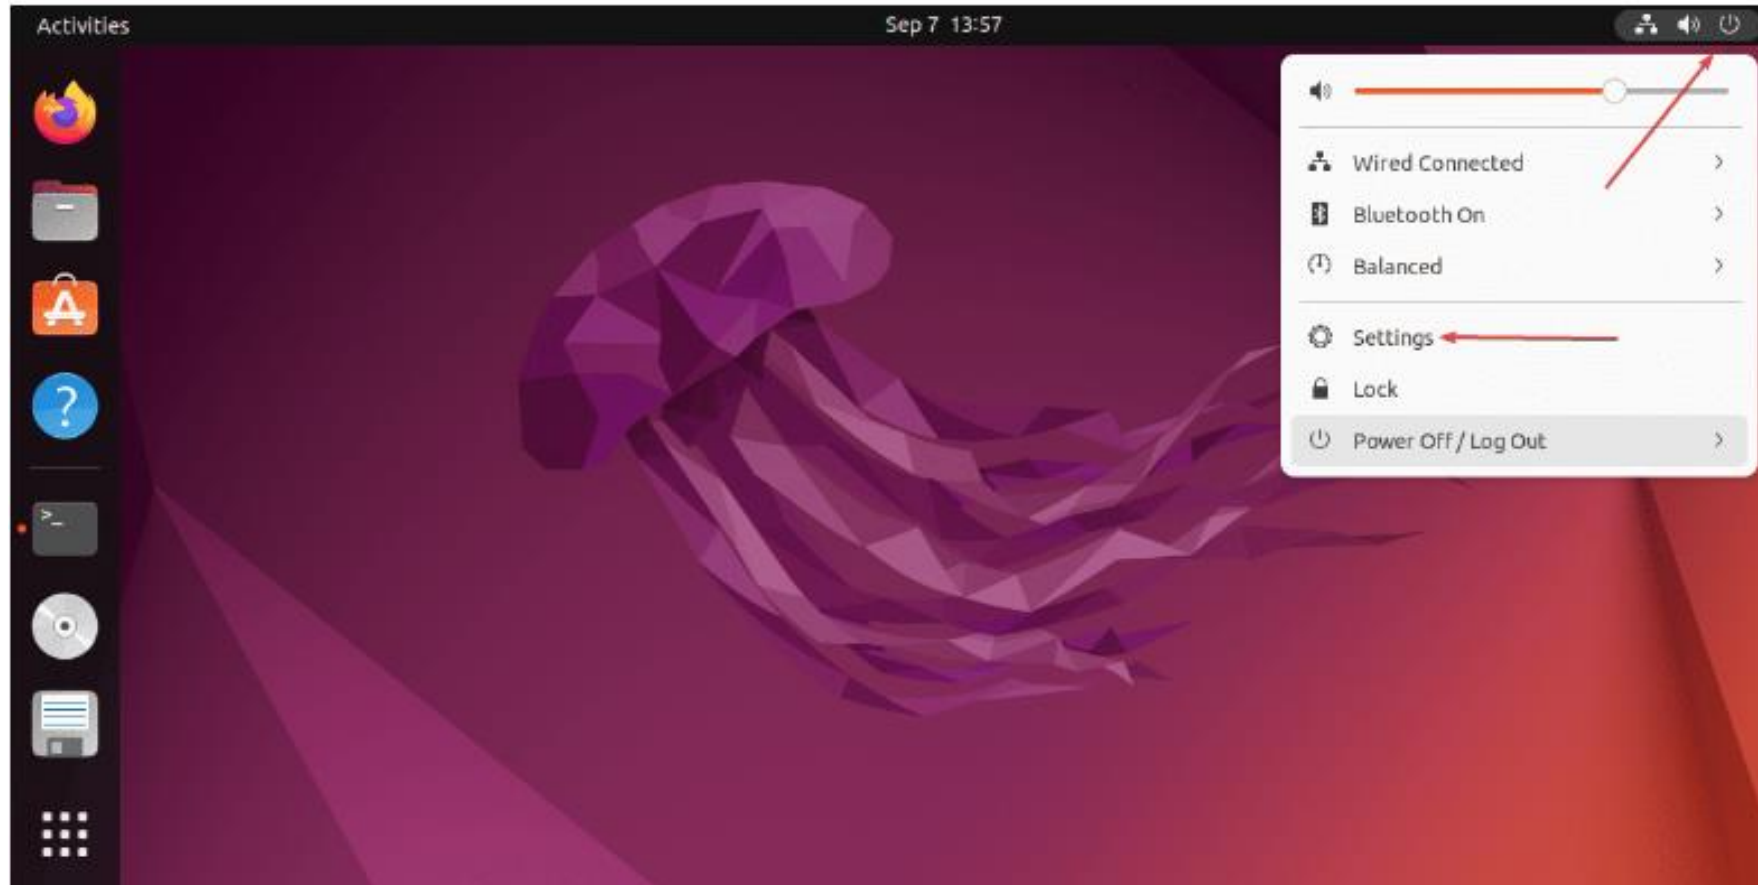 Activities
Sep 7 13:57
Wired Connected
Bluetooth On
Balanced
Settings
Lock
Power Off / Log Out